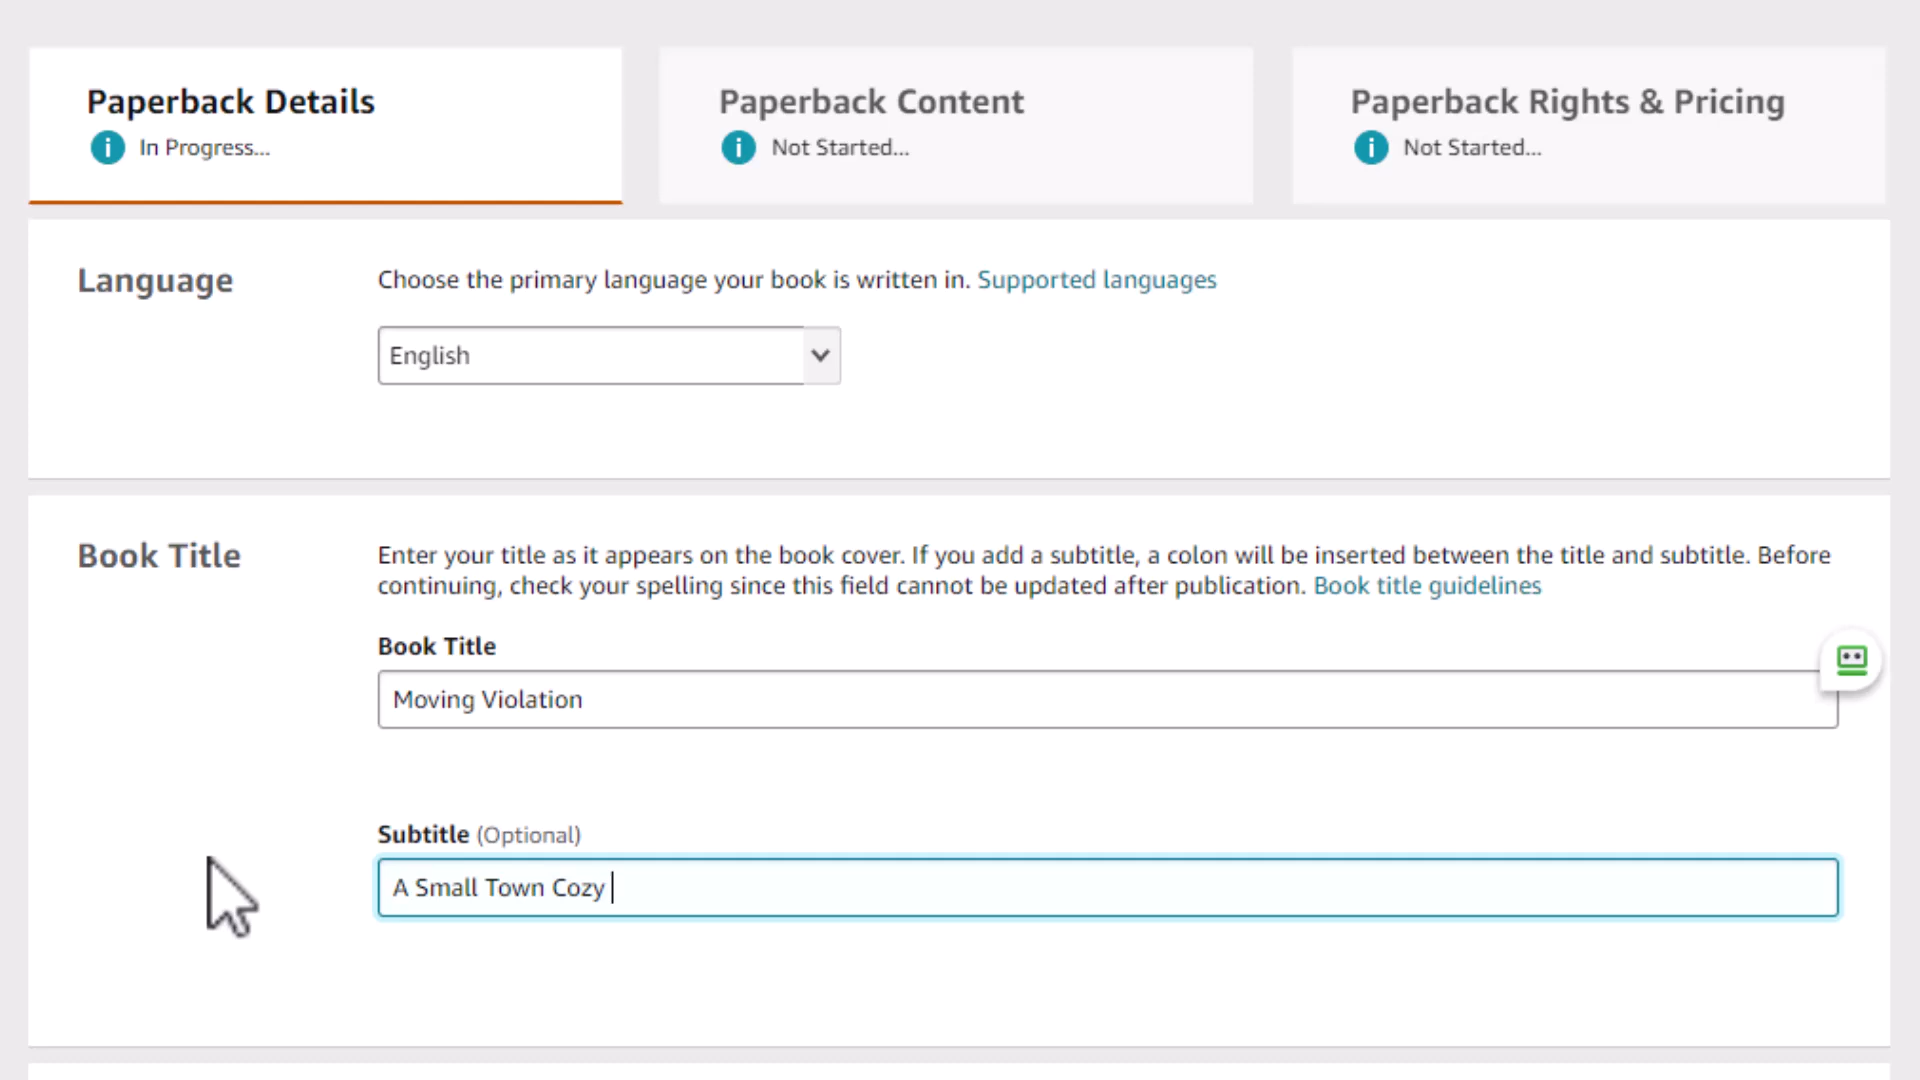 Paperback Details
In Progress...
Paperback Content
Not Started...
Paperback Rights & Pricing
Not Started...
Language
Choose the primary language your book is written in. Supported languages
English
Book Title
Enter your title as it appears on the book cover. If you add a subtitle, a colon will be inserted between the title and subtitle. Before
continuing, check your spelling since this field cannot be updated after publication. Book title guidelines
Book Title
Moving Violation
Subtitle (Optional)
A Small Town Cozy